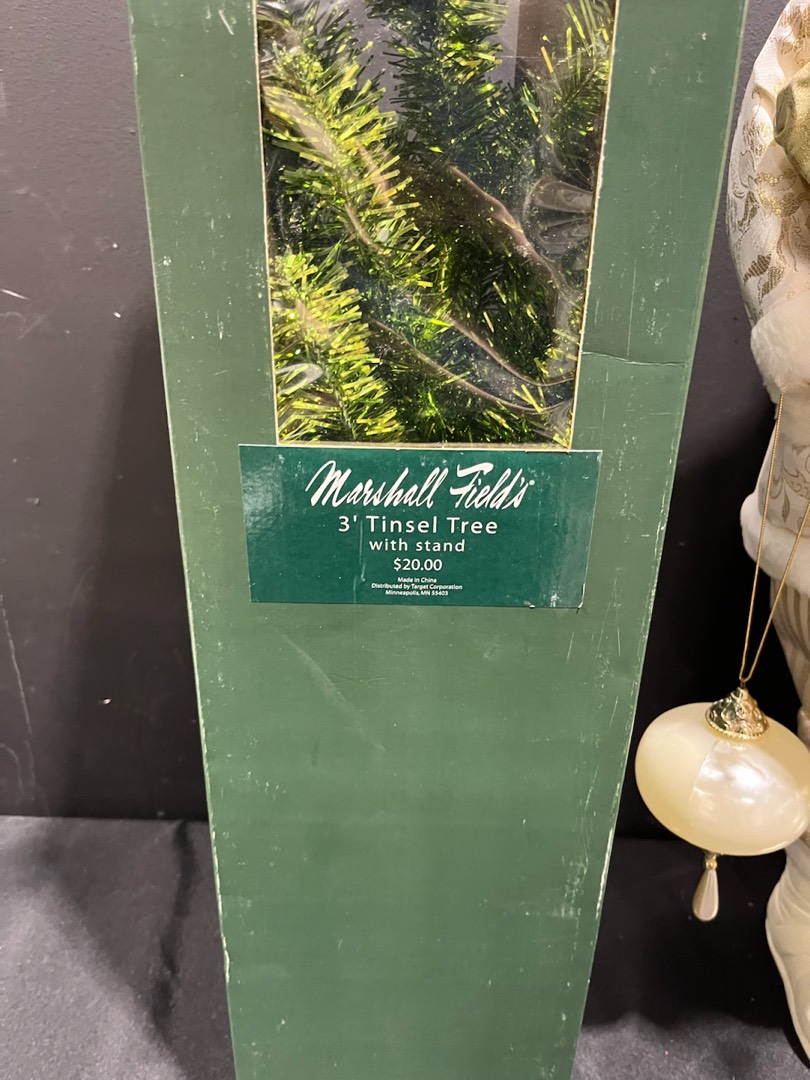 Marshall Field's®
3' Tinsel Tree
with stand
$20.00
Made in China
Distributed by Target Corporation
Minneapolis, MN 55403